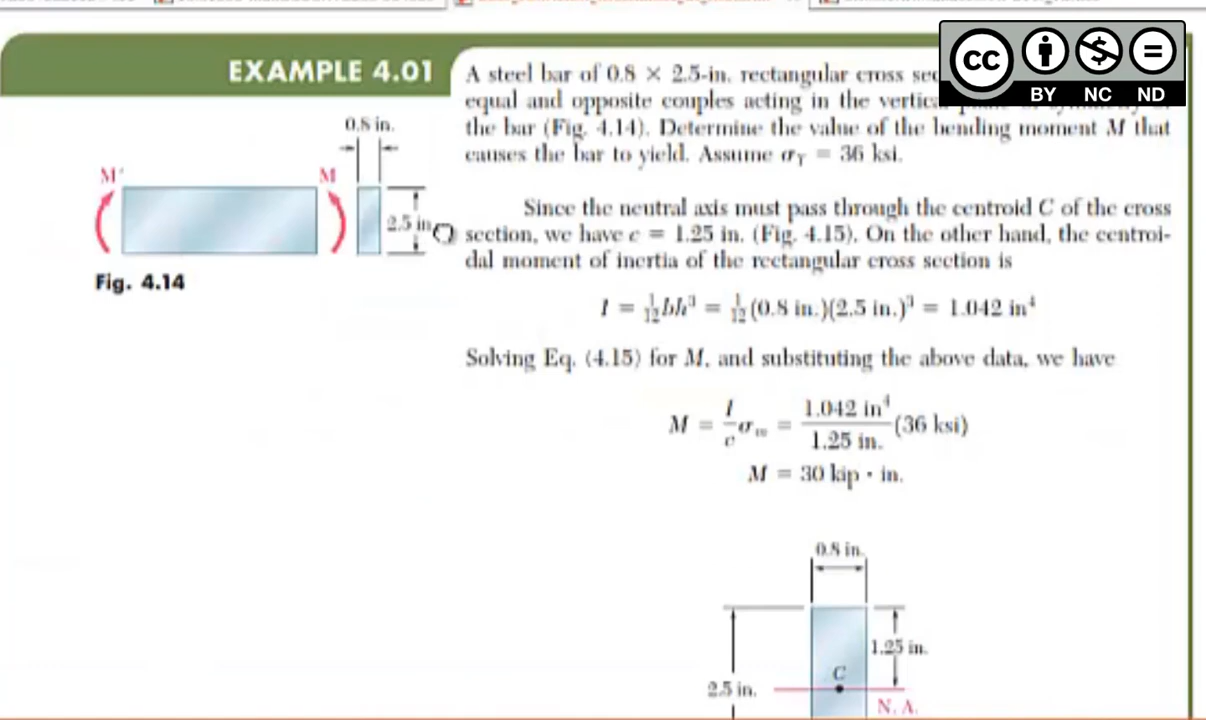 EXAMPLE 4.01
A steel bar of 0.8 × 2.5-in. rectangular cross
equal and opposite couples acting in the
the bar (Fig. 4.14). Determine the value of the bending moment M that
causes the bar to yield. Assume σY = 36 ksi.
0.8 in.
M′
M
2.5 in.
Fig. 4.14
Since the neutral axis must pass through the centroid C of the cross
section, we have c = 1.25 in. (Fig. 4.15). On the other hand, the centroi-
dal moment of inertia of the rectangular cross section is
I = 1/12 bh³ = 1/12 (0.8 in.)(2.5 in.)³ = 1.042 in⁴
Solving Eq. (4.15) for M, and substituting the above data, we have
M = I/c σm = 1.042 in⁴/1.25 in. (36 ksi)
M = 30 kip · in.
0.8 in.
1.25 in.
C
2.5 in.
N. A.
CC
BY NC ND